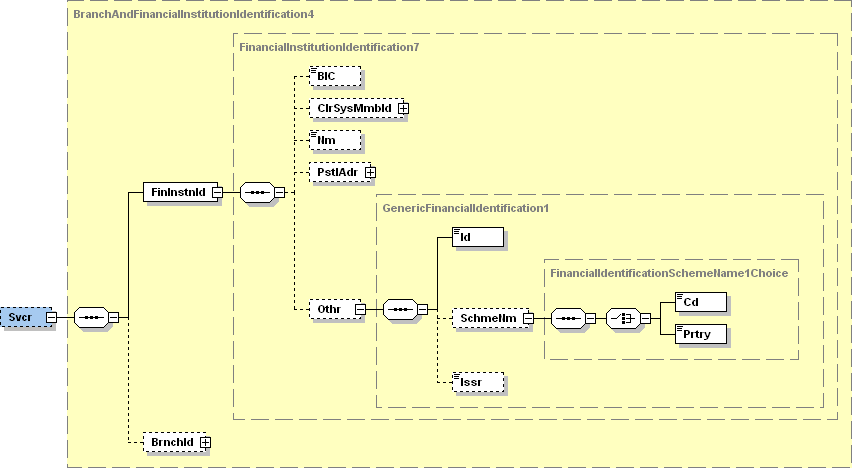 BranchAndFinancialInstitutionIdentification4
FinancialInstitutionIdentification7
BIC
ClrSysMmbId
Nm
PstlAdr
FinInstnId
GenericFinancialIdentification1
Id
FinancialIdentificationSchemeName1Choice
Cd
Othr
Svcr
SchmeNm
Prtry
Issr
BrnchId